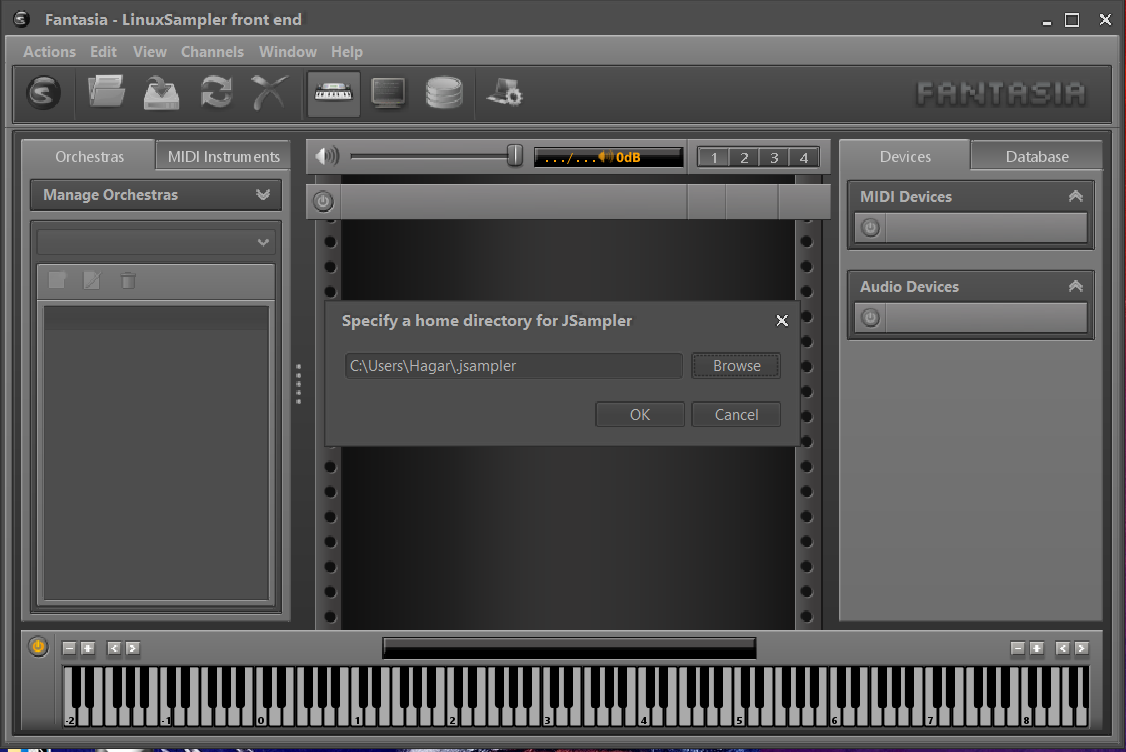 Fantasia - LinuxSampler front end
Actions Edit View Channels Window Help
FANTASIA
Orchestras MIDI Instruments
Manage Orchestras
.../... 0dB
1 2 3 4
Devices Database
MIDI Devices
Audio Devices
Specify a home directory for JSampler
C:\Users\Hagar\.jsampler
Browse
OK Cancel
-2 -1 0 1 2 3 4 5 6 7 8